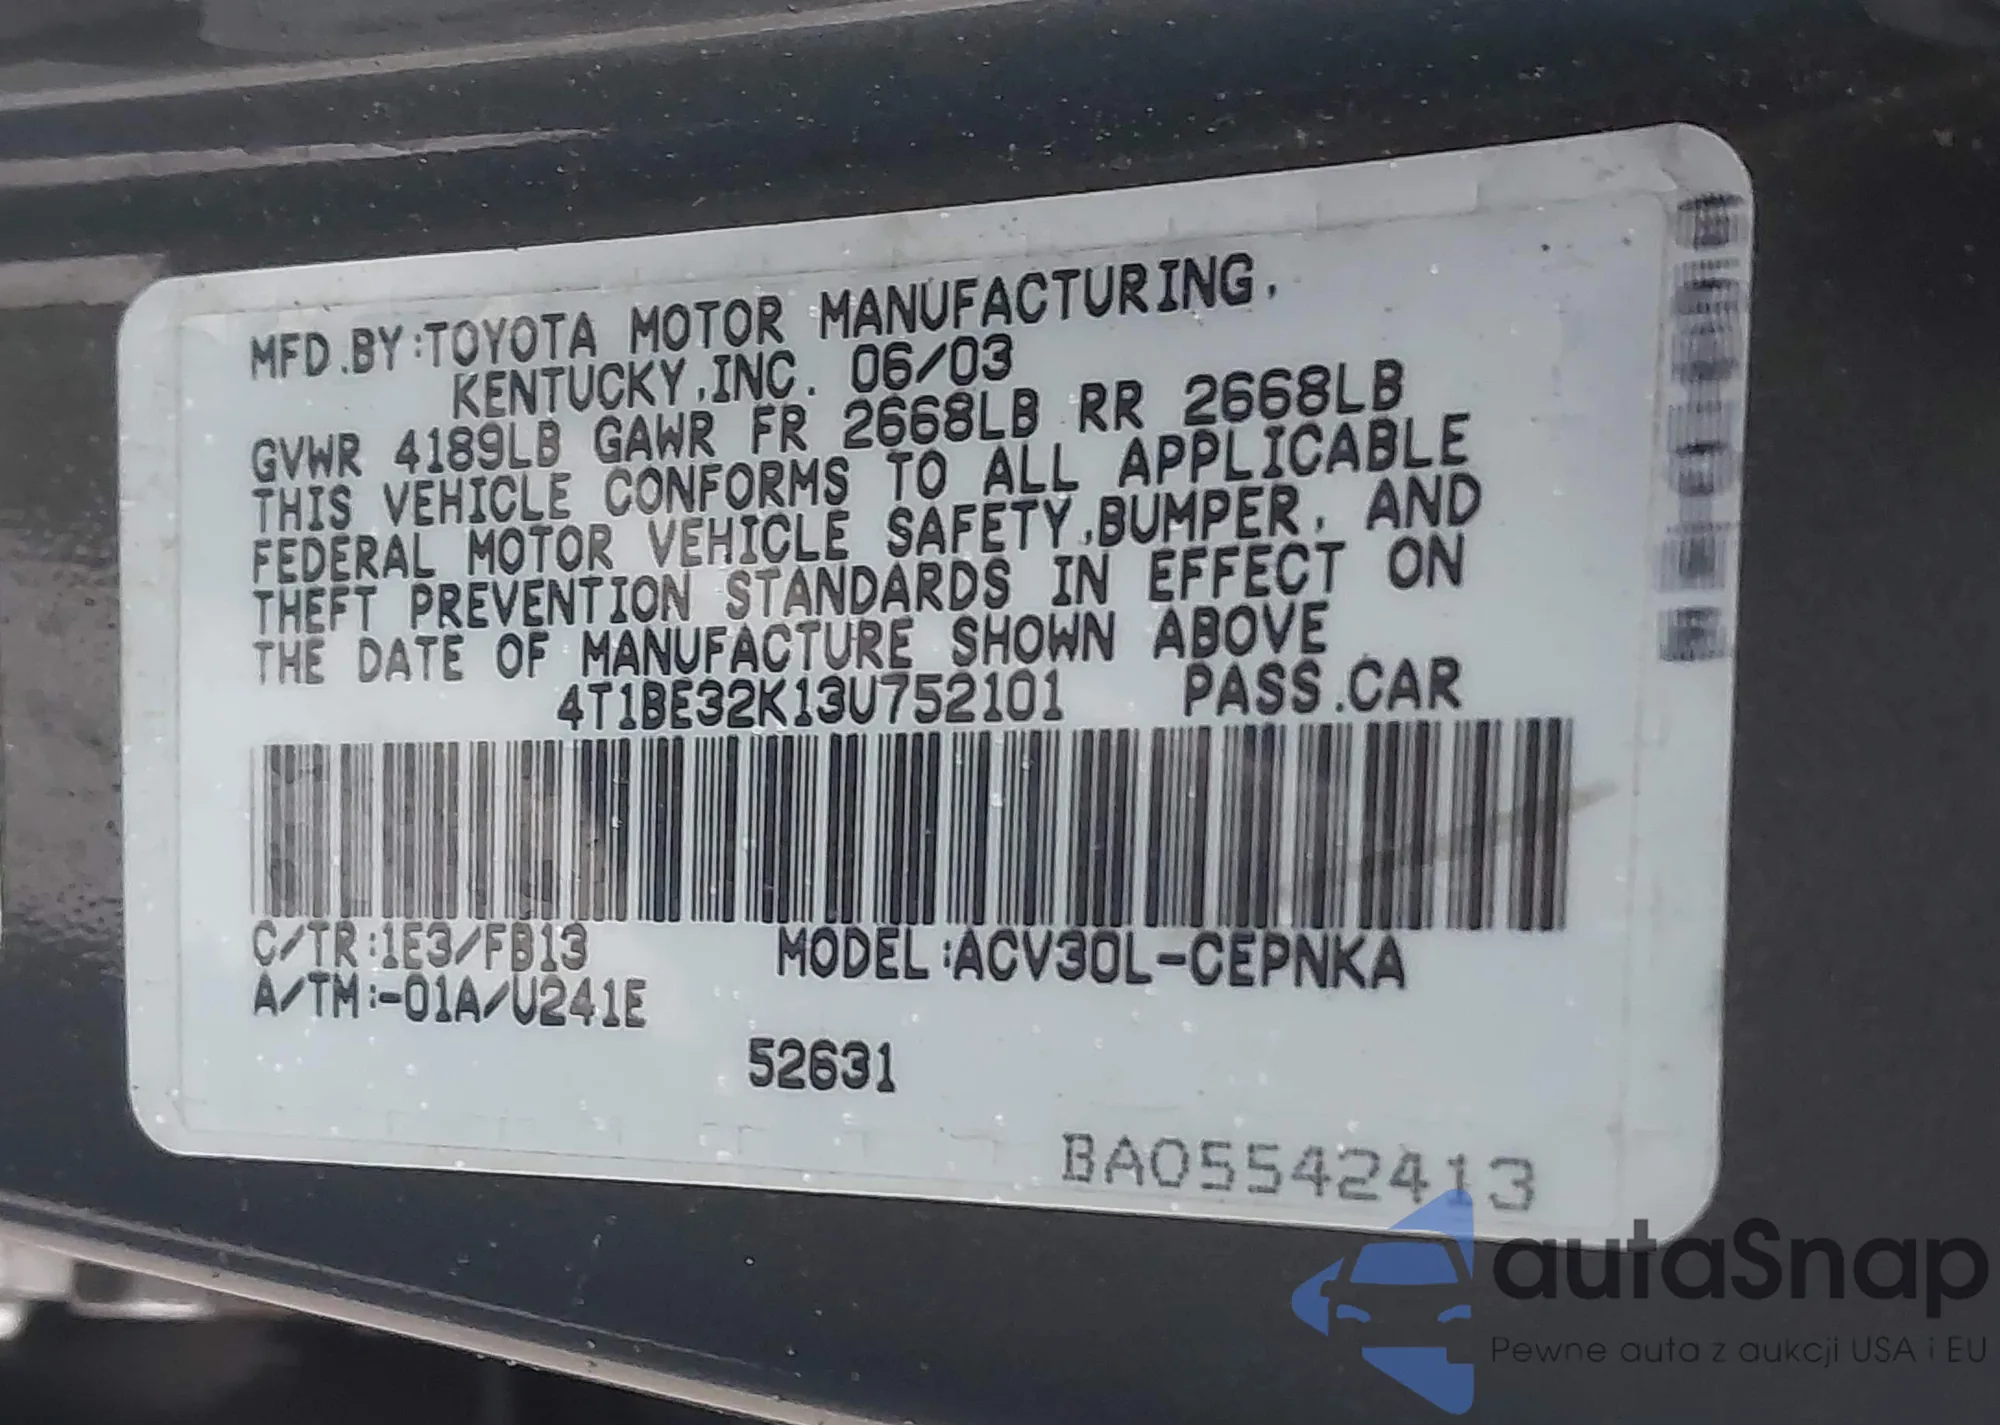 MFD.BY:TOYOTA MOTOR MANUFACTURING,
KENTUCKY,INC. 06/03
GVWR 4189LB GAWR FR 2668LB RR 2668LB
THIS VEHICLE CONFORMS TO ALL APPLICABLE
FEDERAL MOTOR VEHICLE SAFETY,BUMPER, AND
THEFT PREVENTION STANDARDS IN EFFECT ON
THE DATE OF MANUFACTURE SHOWN ABOVE
4T1BE32K13U752101 PASS.CAR
C/TR:1E3/FB13 MODEL:ACV30L-CEPNKA
A/TM:-01A/U241E
52631
BA05542413
autaSnap
Pewne auta z aukcji USA i EU